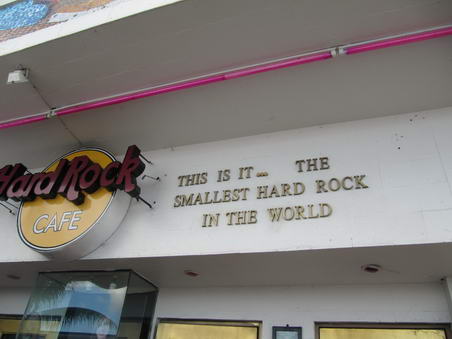 Hard Rock
CAFE
THIS IS IT... THE
SMALLEST HARD ROCK
IN THE WORLD